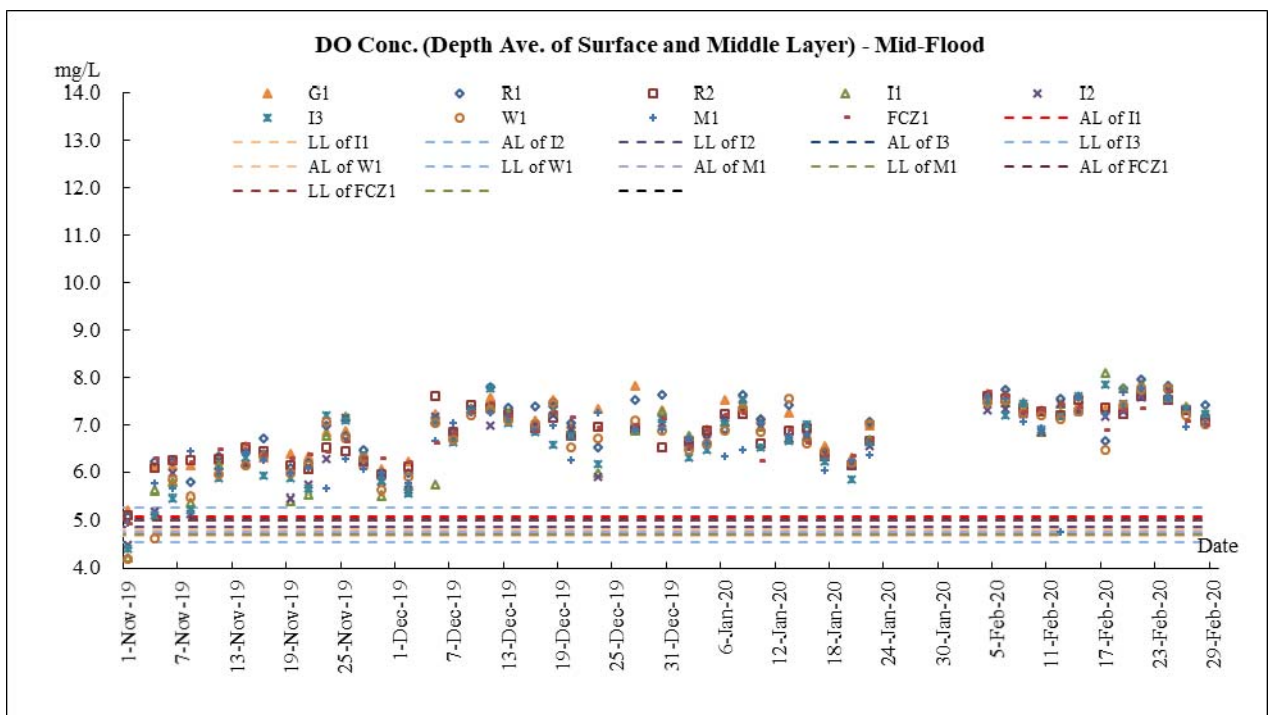 DO Conc. (Depth Ave. of Surface and Middle Layer) - Mid-Flood
mg/L
G1 R1 R2 I1 I2
I3 W1 M1 FCZ1 AL of I1
LL of I1 AL of I2 LL of I2 AL of I3 LL of I3
AL of W1 LL of W1 AL of M1 LL of M1 AL of FCZ1
LL of FCZ1
14.0
13.0
12.0
11.0
10.0
9.0
8.0
7.0
6.0
5.0
4.0
Date
1-Nov-19
7-Nov-19
13-Nov-19
19-Nov-19
25-Nov-19
1-Dec-19
7-Dec-19
13-Dec-19
19-Dec-19
25-Dec-19
31-Dec-19
6-Jan-20
12-Jan-20
18-Jan-20
24-Jan-20
30-Jan-20
5-Feb-20
11-Feb-20
17-Feb-20
23-Feb-20
29-Feb-20